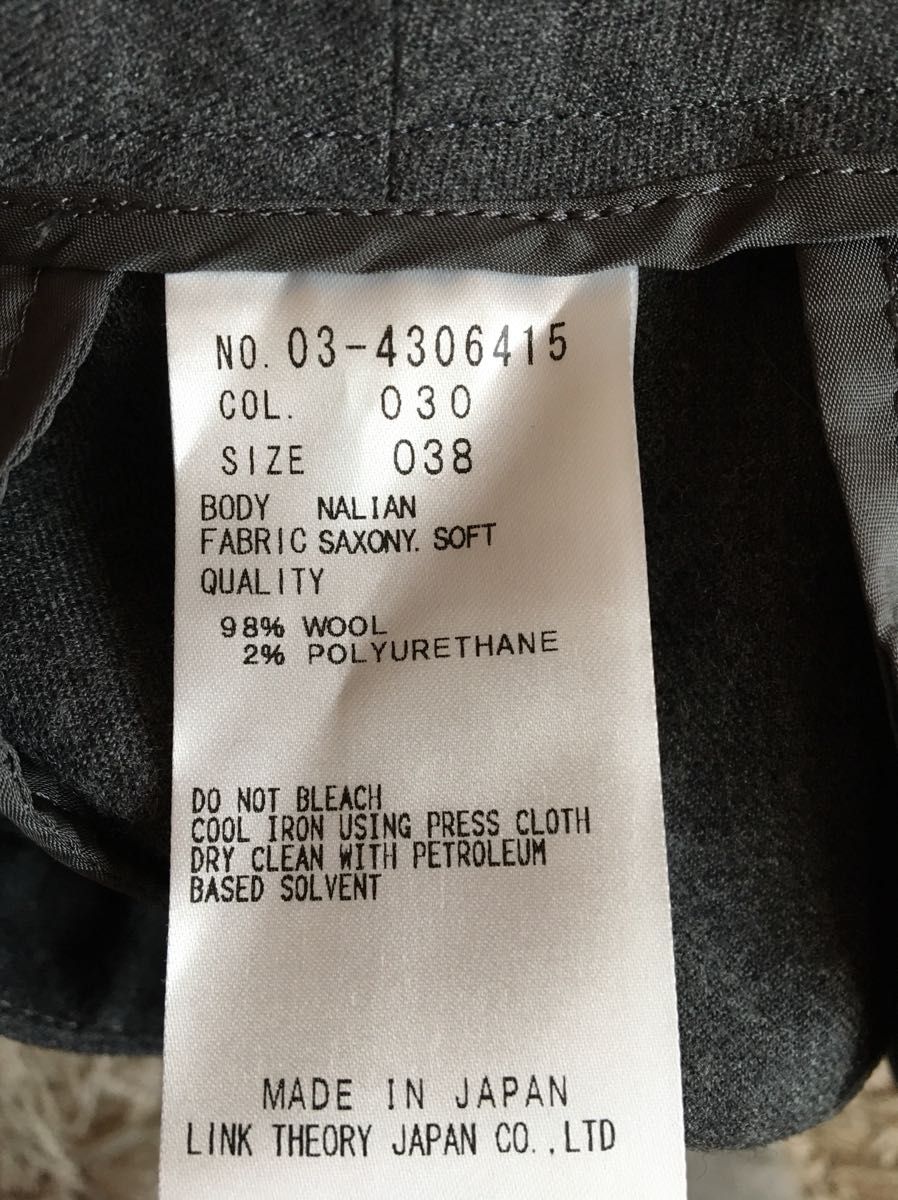 NO. 03-4306415
COL. 030
SIZE 038
BODY NALIAN
FABRIC SAXONY. SOFT
QUALITY
98% WOOL
2% POLYURETHANE
DO NOT BLEACH
COOL IRON USING PRESS CLOTH
DRY CLEAN WITH PETROLEUM
BASED SOLVENT
MADE IN JAPAN
LINK THEORY JAPAN CO.,LTD